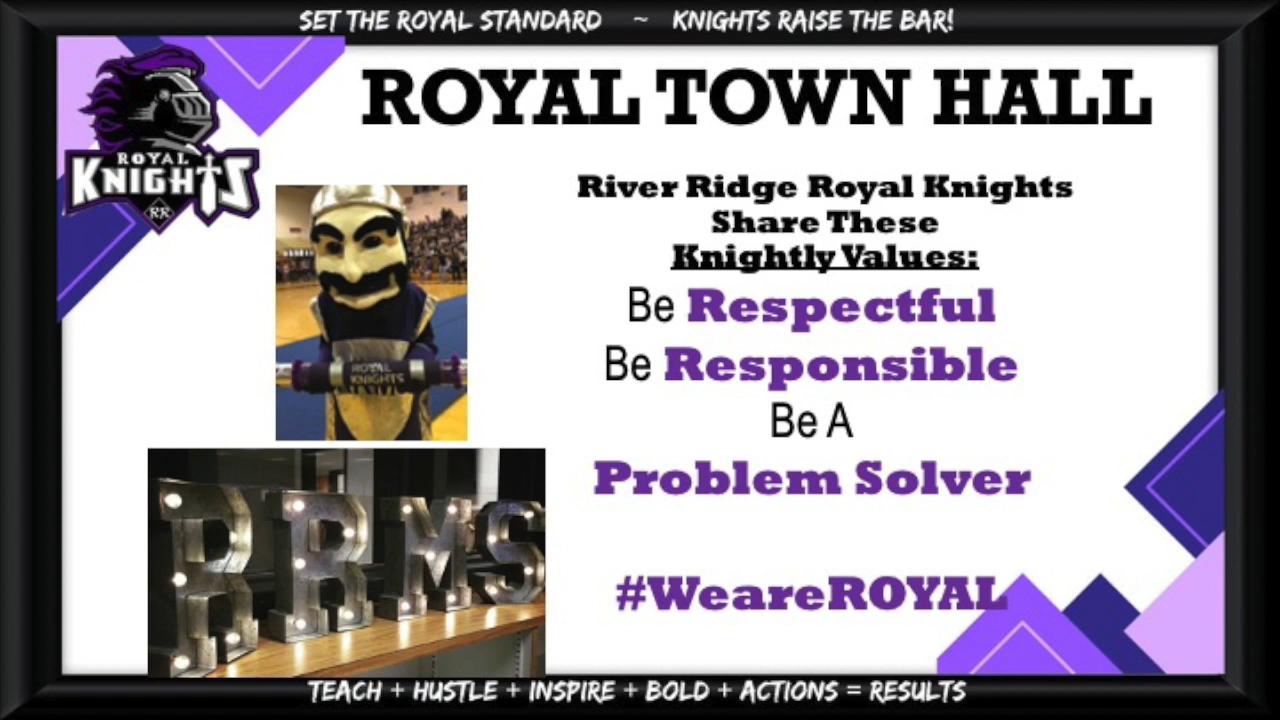 SET THE ROYAL STANDARD ~ KNIGHTS RAISE THE BAR!
ROYAL TOWN HALL
ROYAL
KNIGHTS
RR
River Ridge Royal Knights
Share These
Knightly Values:
Be Respectful
Be Responsible
Be A
Problem Solver
#WeareROYAL
ROYAL
KNIGHTS
RRMS
TEACH + HUSTLE + INSPIRE + BOLD + ACTIONS = RESULTS